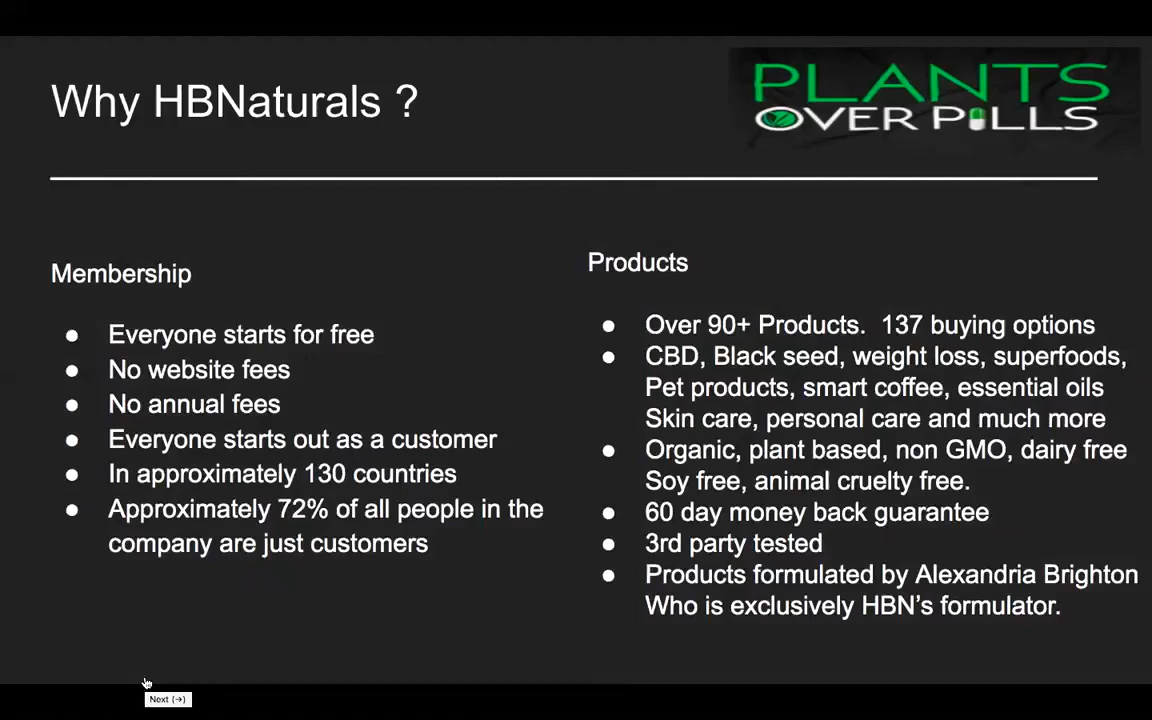 Why HBNaturals ?
PLANTS
OVER PILLS
Membership
● Everyone starts for free
● No website fees
● No annual fees
● Everyone starts out as a customer
● In approximately 130 countries
● Approximately 72% of all people in the
company are just customers
Products
● Over 90+ Products.  137 buying options
● CBD, Black seed, weight loss, superfoods,
Pet products, smart coffee, essential oils
Skin care, personal care and much more
● Organic, plant based, non GMO, dairy free
Soy free, animal cruelty free.
● 60 day money back guarantee
● 3rd party tested
● Products formulated by Alexandria Brighton
Who is exclusively HBN's formulator.
Next (→)